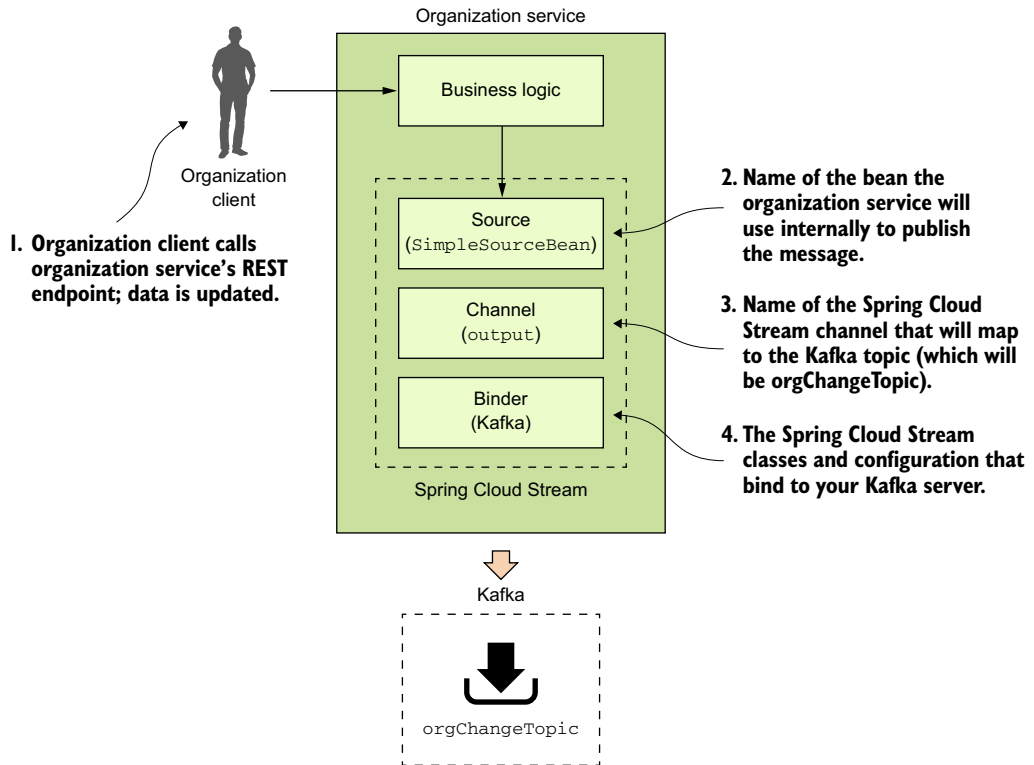 Organization service
Business logic
Organization
client
1. Organization client calls
organization service's REST
endpoint; data is updated.
Source
(SimpleSourceBean)
2. Name of the bean the
organization service will
use internally to publish
the message.
Channel
(output)
3. Name of the Spring Cloud
Stream channel that will map
to the Kafka topic (which will
be orgChangeTopic).
Binder
(Kafka)
4. The Spring Cloud Stream
classes and configuration that
bind to your Kafka server.
Spring Cloud Stream
Kafka
orgChangeTopic